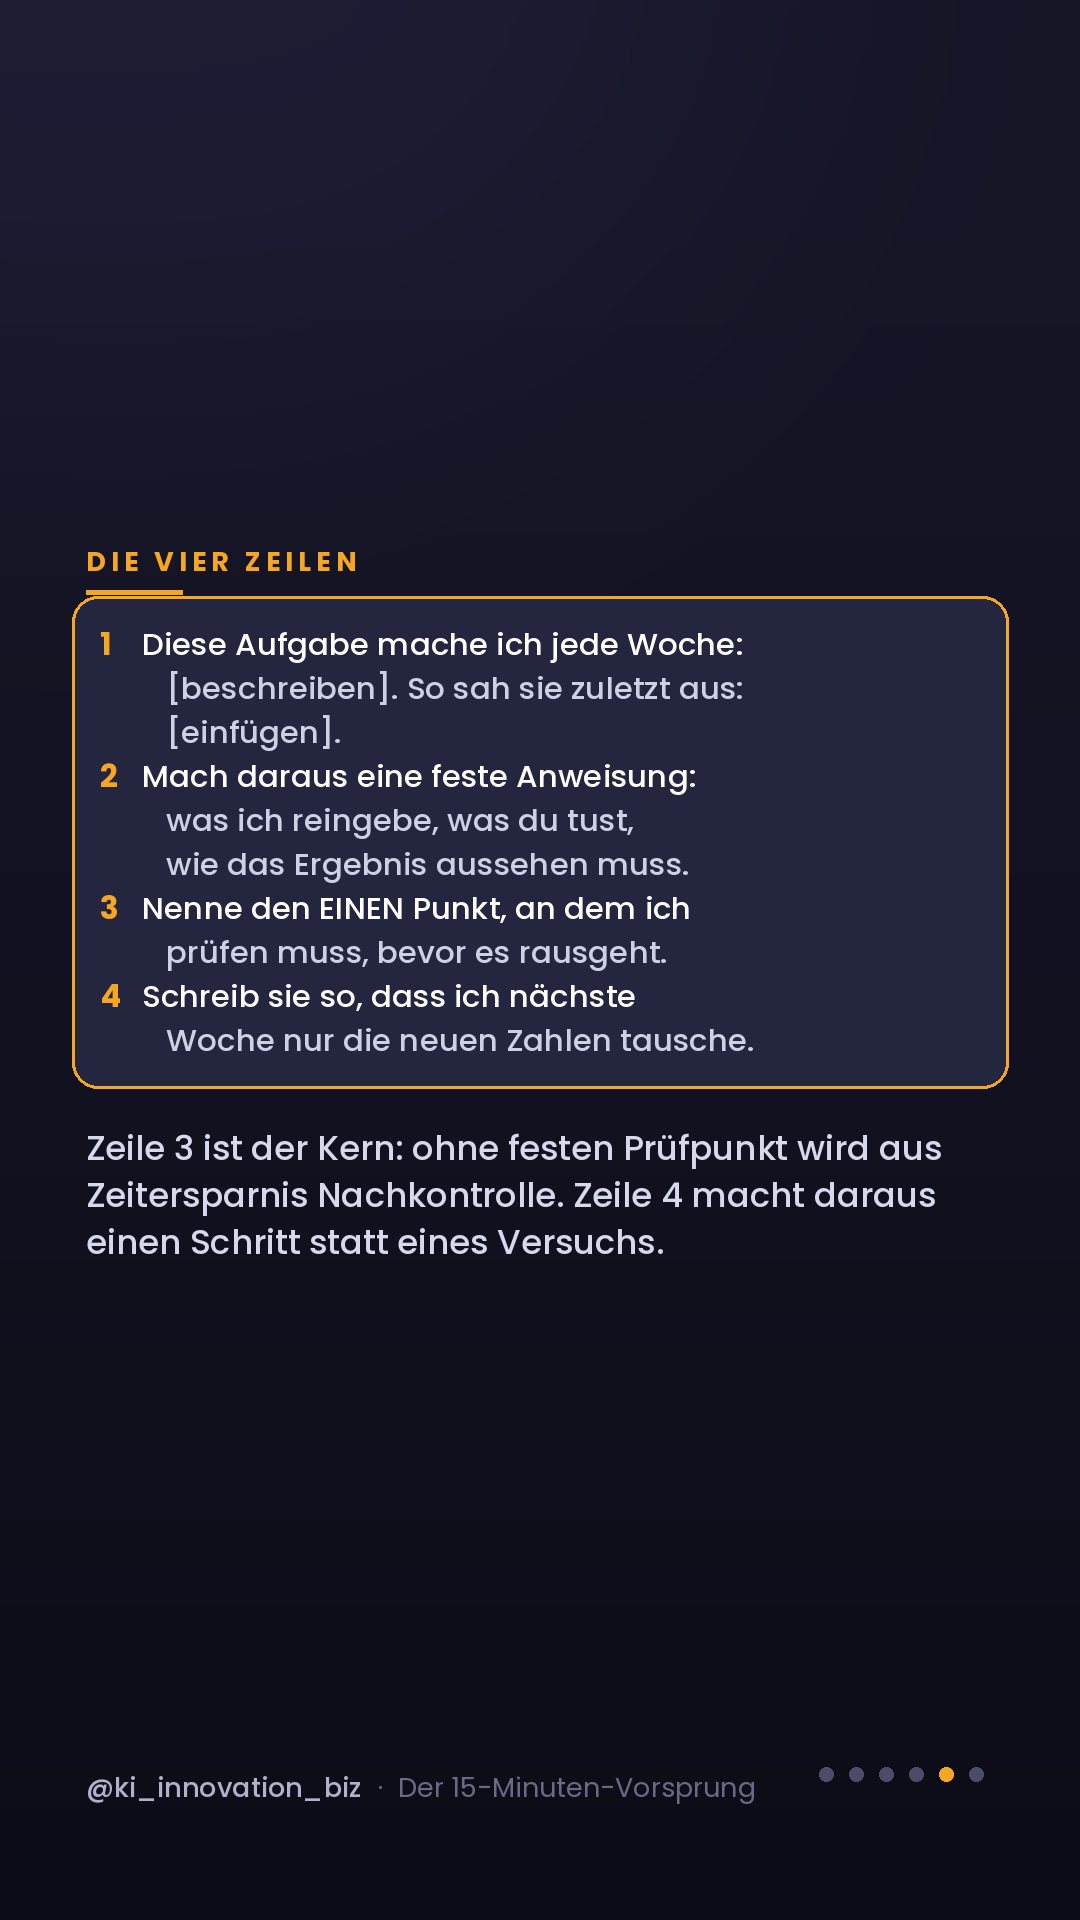 DIE VIER ZEILEN
1 Diese Aufgabe mache ich jede Woche:
[beschreiben]. So sah sie zuletzt aus:
[einfügen].
2 Mach daraus eine feste Anweisung:
was ich reingebe, was du tust,
wie das Ergebnis aussehen muss.
3 Nenne den EINEN Punkt, an dem ich
prüfen muss, bevor es rausgeht.
4 Schreib sie so, dass ich nächste
Woche nur die neuen Zahlen tausche.
Zeile 3 ist der Kern: ohne festen Prüfpunkt wird aus
Zeitersparnis Nachkontrolle. Zeile 4 macht daraus
einen Schritt statt eines Versuchs.
@ki_innovation_biz · Der 15-Minuten-Vorsprung